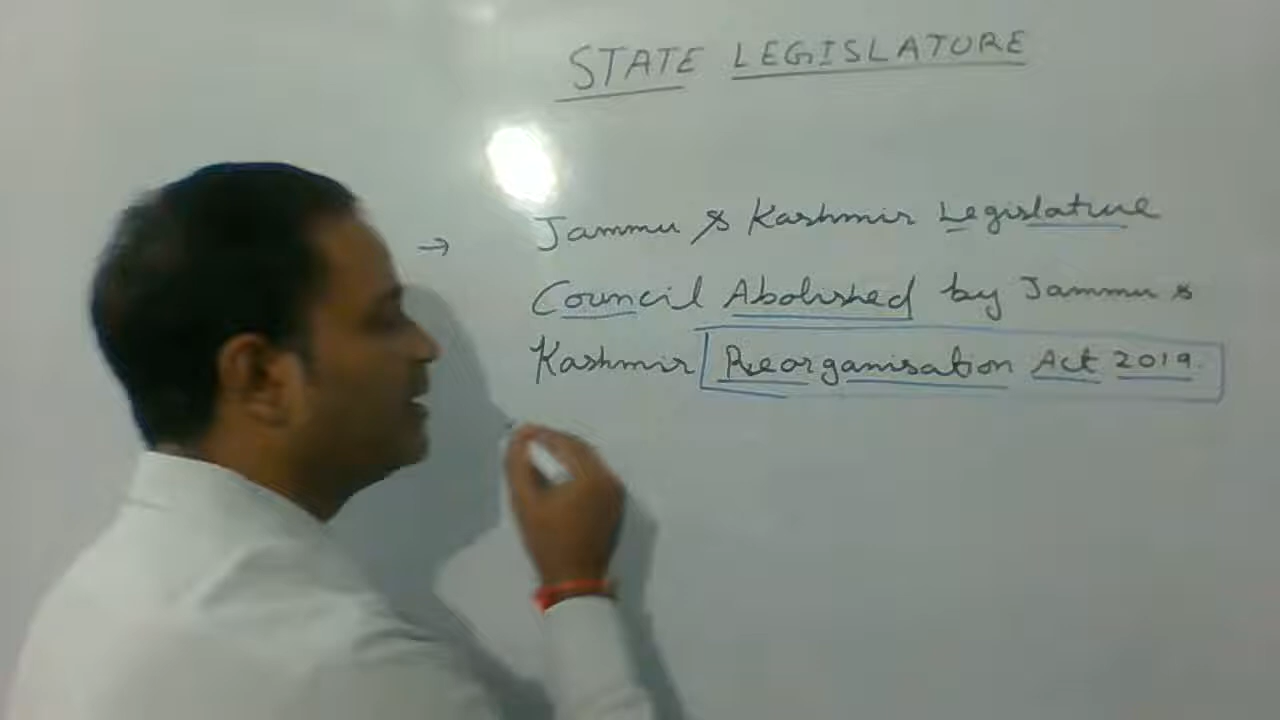 STATE LEGISLATURE
→ Jammu & Kashmir Legislature
Council Abolished by Jammu &
Kashmir Reorganisation Act 2019.